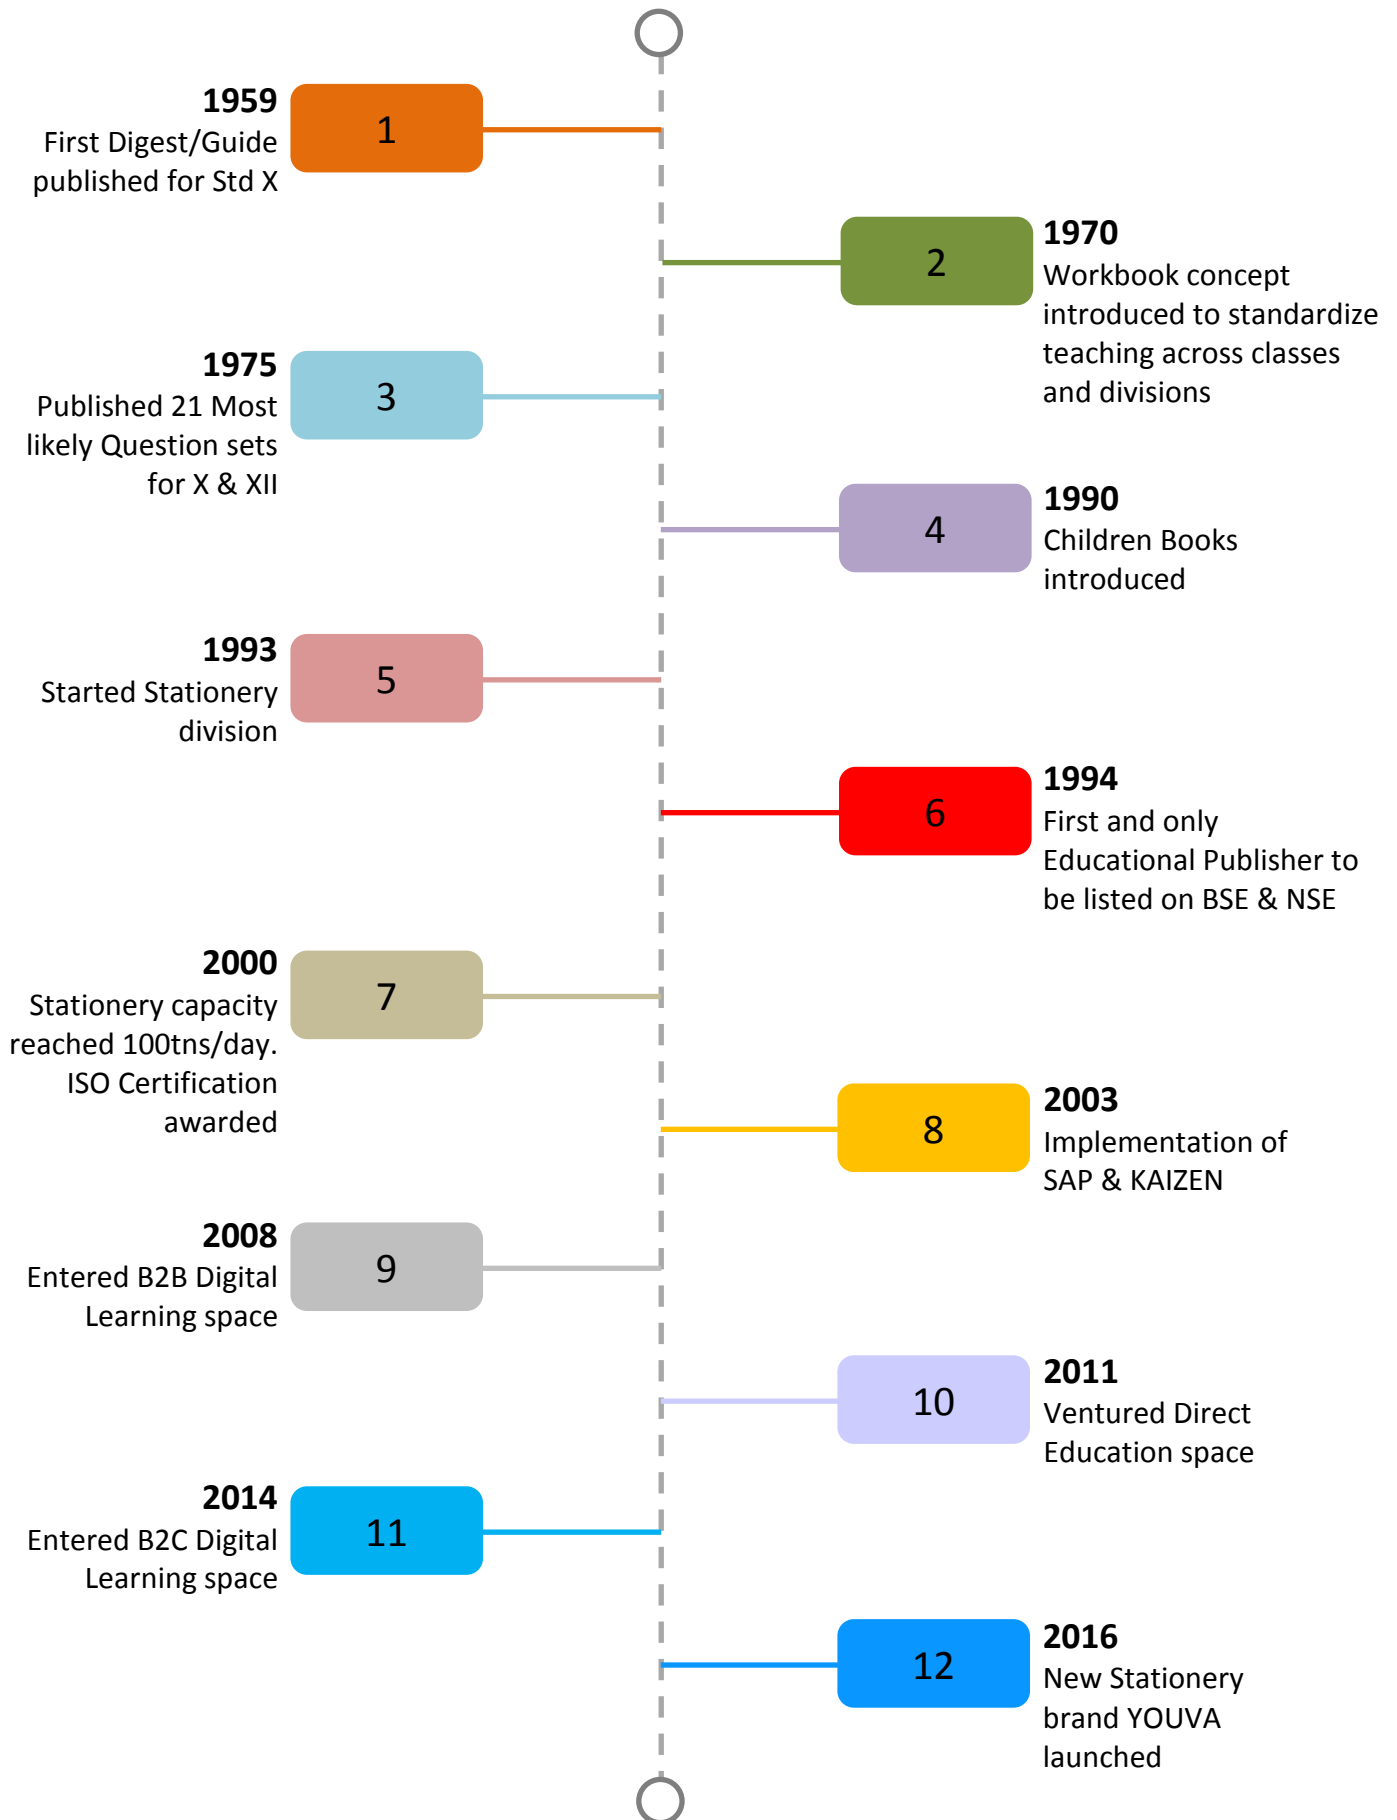 1959
First Digest/Guide
published for Std X
1
2
1970
Workbook concept
introduced to standardize
teaching across classes
and divisions
1975
Published 21 Most
likely Question sets
for X & XII
3
4
1990
Children Books
introduced
1993
Started Stationery
division
5
6
1994
First and only
Educational Publisher to
be listed on BSE & NSE
2000
Stationery capacity
reached 100tns/day.
ISO Certification
awarded
7
8
2003
Implementation of
SAP & KAIZEN
2008
Entered B2B Digital
Learning space
9
10
2011
Ventured Direct
Education space
2014
Entered B2C Digital
Learning space
11
12
2016
New Stationery
brand YOUVA
launched